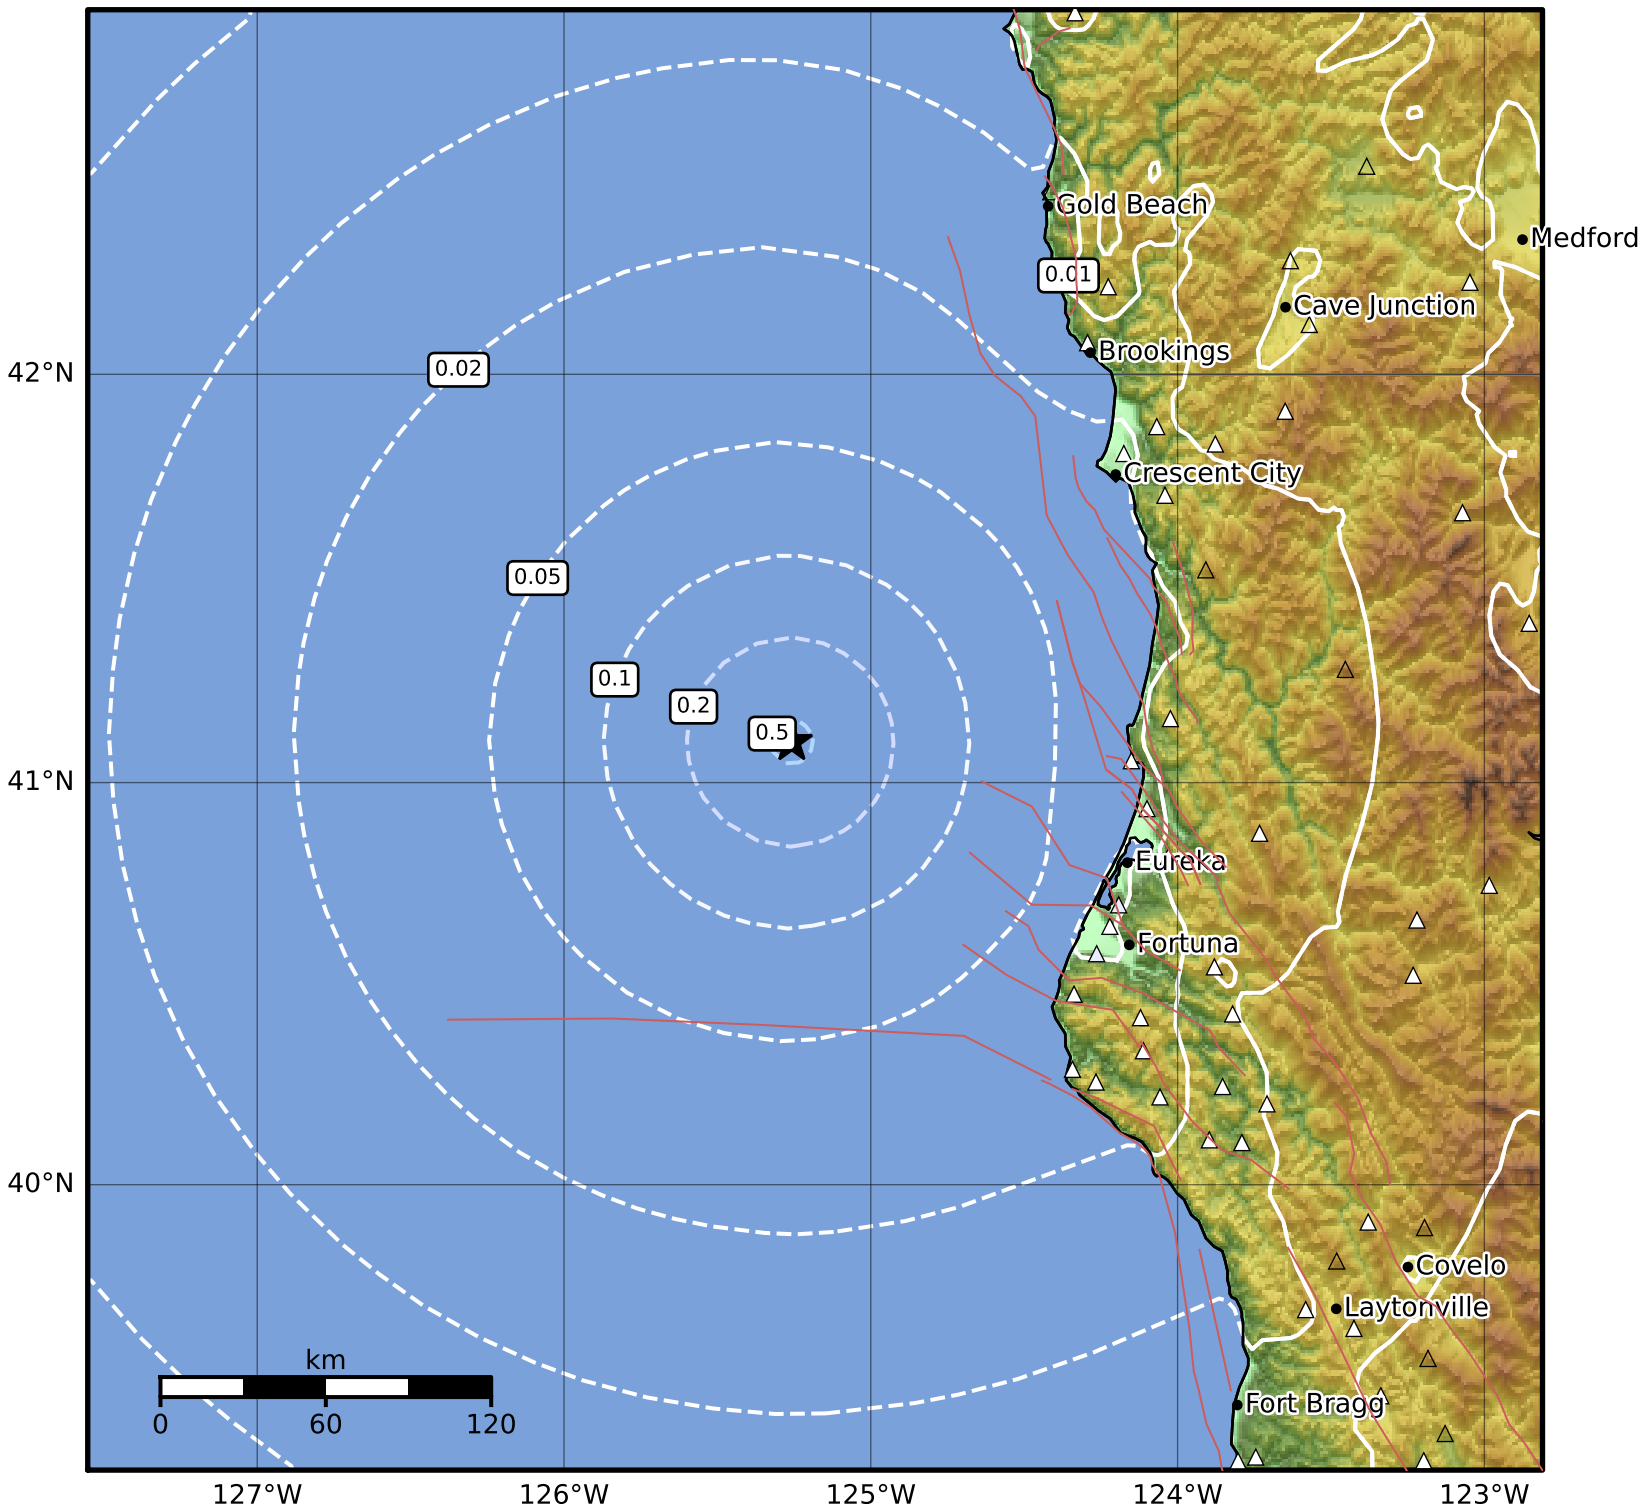 Gold Beach
Medford
0.01
Cave Junction
Brookings
42°N
0.02
Crescent City
0.05
0.1
0.2
0.5
41°N
Eureka
Fortuna
40°N
Covelo
Laytonville
km
Fort Bragg
0 60 120
127°W 126°W 125°W 124°W 123°W